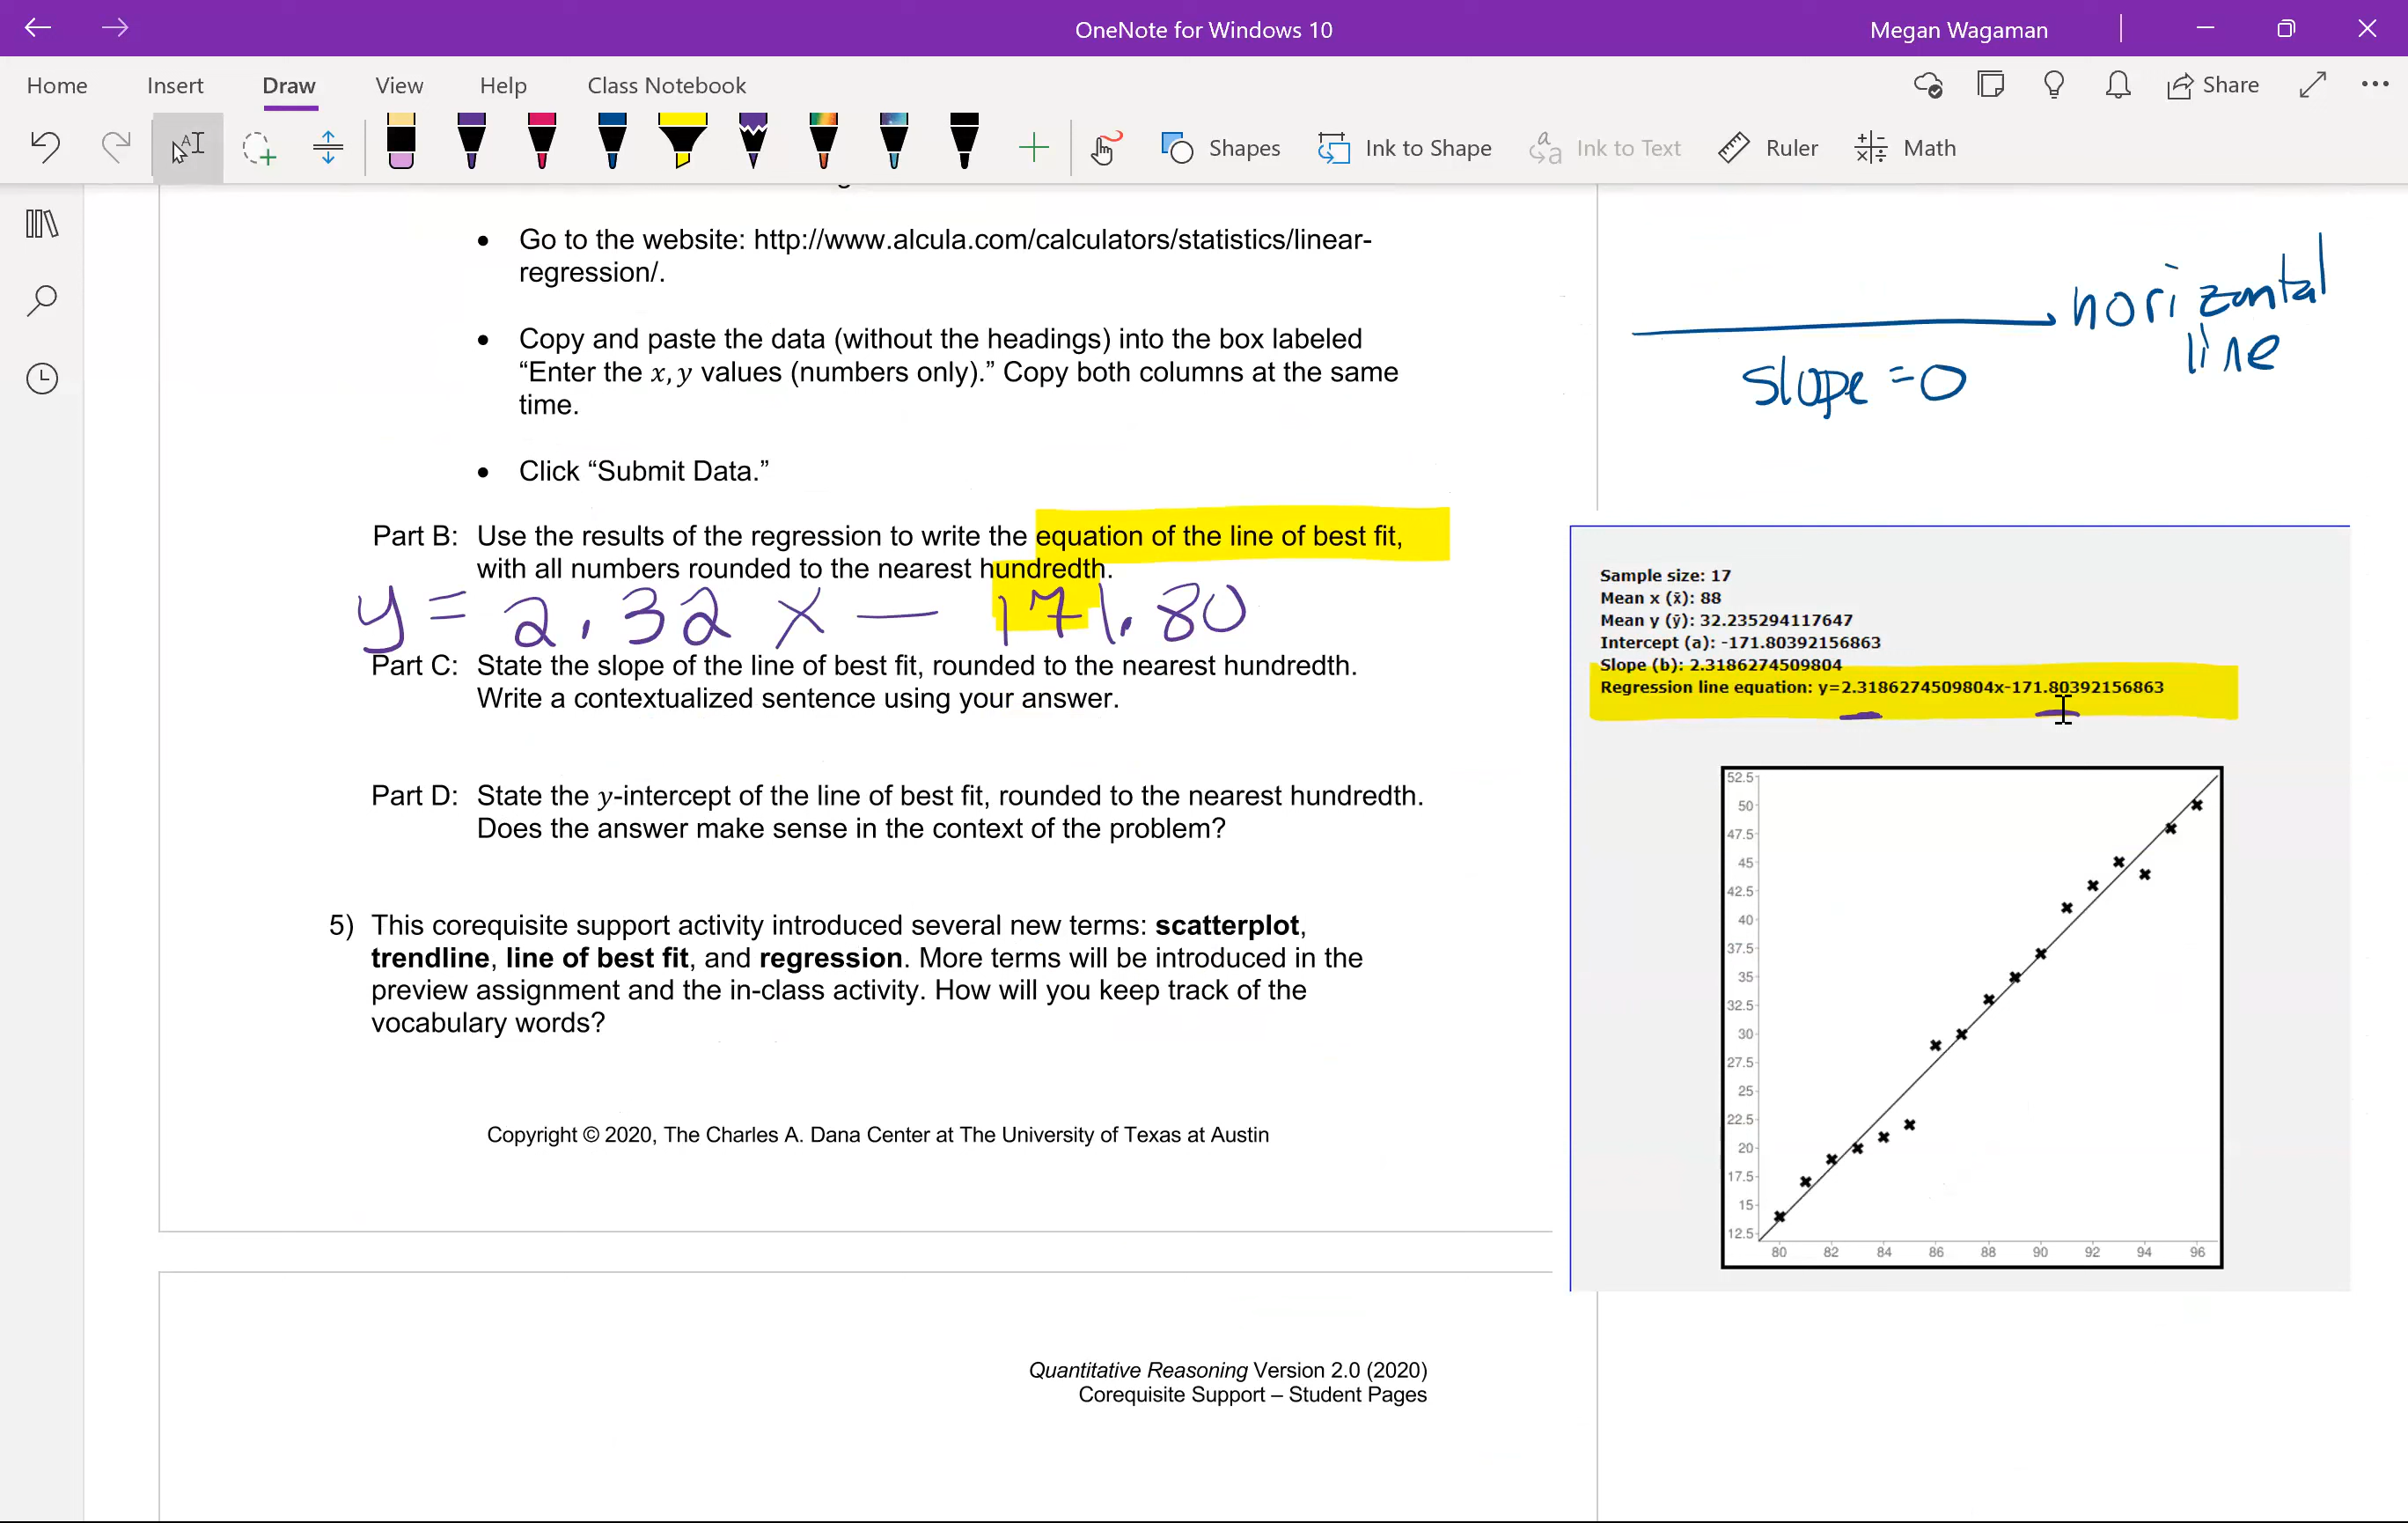 OneNote for Windows 10
Megan Wagaman
Home Insert Draw View Help Class Notebook Share
Shapes Ink to Shape Ink to Text Ruler Math
• Go to the website: http://www.alcula.com/calculators/statistics/linear-
regression/.
• Copy and paste the data (without the headings) into the box labeled
“Enter the x, y values (numbers only).” Copy both columns at the same
time.
• Click “Submit Data.”
Part B: Use the results of the regression to write the equation of the line of best fit,
with all numbers rounded to the nearest hundredth.
y = 2.32 x — 171.80
Part C: State the slope of the line of best fit, rounded to the nearest hundredth.
Write a contextualized sentence using your answer.
Part D: State the y-intercept of the line of best fit, rounded to the nearest hundredth.
Does the answer make sense in the context of the problem?
5) This corequisite support activity introduced several new terms: scatterplot,
trendline, line of best fit, and regression. More terms will be introduced in the
preview assignment and the in-class activity. How will you keep track of the
vocabulary words?
Copyright © 2020, The Charles A. Dana Center at The University of Texas at Austin
Quantitative Reasoning Version 2.0 (2020)
Corequisite Support – Student Pages
horizontal
line
slope = 0
Sample size: 17
Mean x (x̄): 88
Mean y (ȳ): 32.235294117647
Intercept (a): -171.80392156863
Slope (b): 2.3186274509804
Regression line equation: y=2.3186274509804x-171.80392156863
52.5
50
47.5
45
42.5
40
37.5
35
32.5
30
27.5
25
22.5
20
17.5
15
12.5
80 82 84 86 88 90 92 94 96